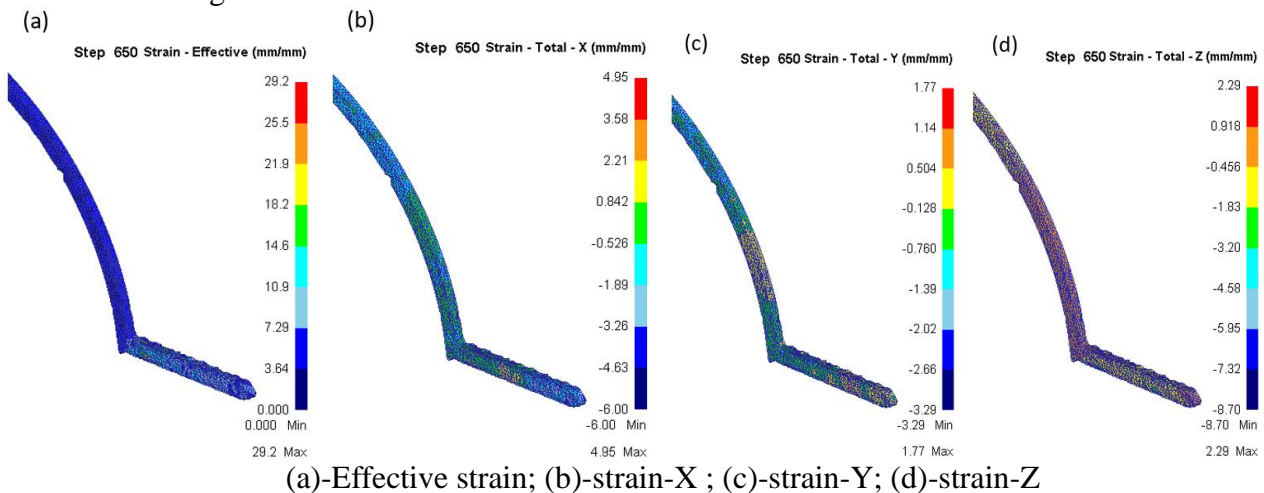 (a)
Step 650 Strain - Effective (mm/mm)
29.2
25.5
21.9
18.2
14.6
10.9
7.29
3.64
0.000
0.000 Min
29.2 Max
(b)
Step 650 Strain - Total - X (mm/mm)
4.95
3.58
2.21
0.842
-0.526
-1.89
-3.26
-4.63
-6.00
-6.00 Min
4.95 Max
(c)
Step 650 Strain - Total - Y (mm/mm)
1.77
1.14
0.504
-0.128
-0.760
-1.39
-2.02
-2.66
-3.29
-3.29 Min
1.77 Max
(d)
Step 650 Strain - Total - Z (mm/mm)
2.29
0.918
-0.456
-1.83
-3.20
-4.58
-5.95
-7.32
-8.70
-8.70 Min
2.29 Max
(a)-Effective strain; (b)-strain-X ; (c)-strain-Y; (d)-strain-Z